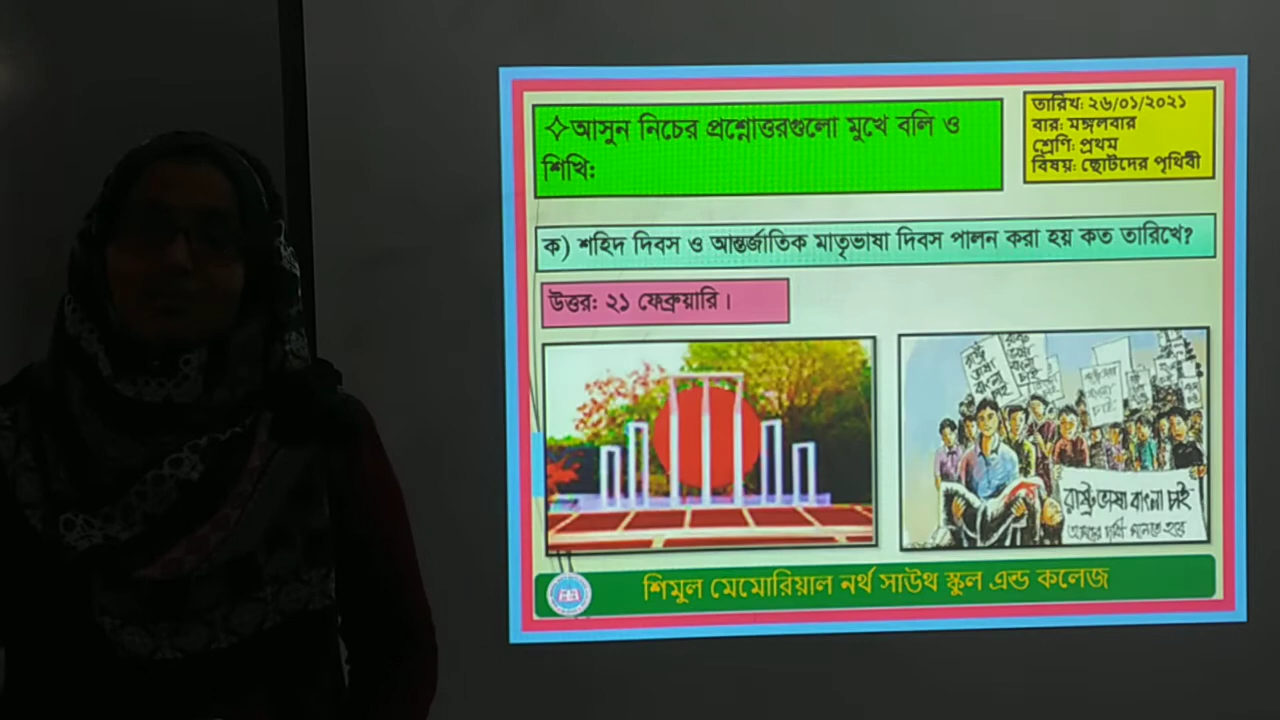 ✧আসুন নিচের প্রশ্নোত্তরগুলো মুখে বলি ও
শিখি:
তারিখ: ২৬/০১/২০২১
বার: মঙ্গলবার
শ্রেণি: প্রথম
বিষয়: ছোটদের পৃথিবী
ক) শহিদ দিবস ও আন্তর্জাতিক মাতৃভাষা দিবস পালন করা হয় কত তারিখে?
উত্তর: ২১ ফেব্রুয়ারি।
রাষ্ট্র
ভাষা
বাংলা
চাই
ভাষা
বাংলা
চাই
রাষ্ট্রভাষা বাংলা চাই
শিমুল মেমোরিয়াল নর্থ সাউথ স্কুল এন্ড কলেজ